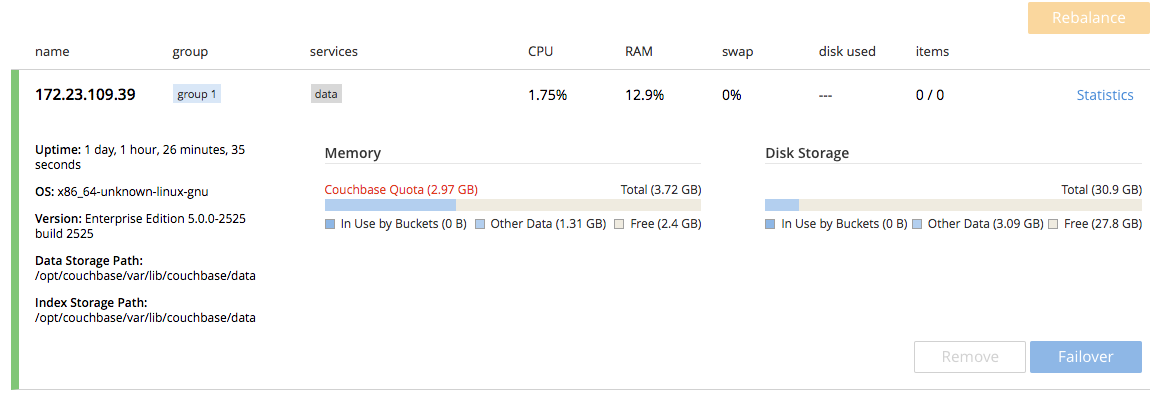 Rebalance
name group services CPU RAM swap disk used items
172.23.109.39 group 1 data 1.75% 12.9% 0% --- 0 / 0 Statistics
Uptime: 1 day, 1 hour, 26 minutes, 35
seconds
OS: x86_64-unknown-linux-gnu
Version: Enterprise Edition 5.0.0-2525
build 2525
Data Storage Path:
/opt/couchbase/var/lib/couchbase/data
Index Storage Path:
/opt/couchbase/var/lib/couchbase/data
Memory
Couchbase Quota (2.97 GB) Total (3.72 GB)
In Use by Buckets (0 B) Other Data (1.31 GB) Free (2.4 GB)
Disk Storage
Total (30.9 GB)
In Use by Buckets (0 B) Other Data (3.09 GB) Free (27.8 GB)
Remove Failover